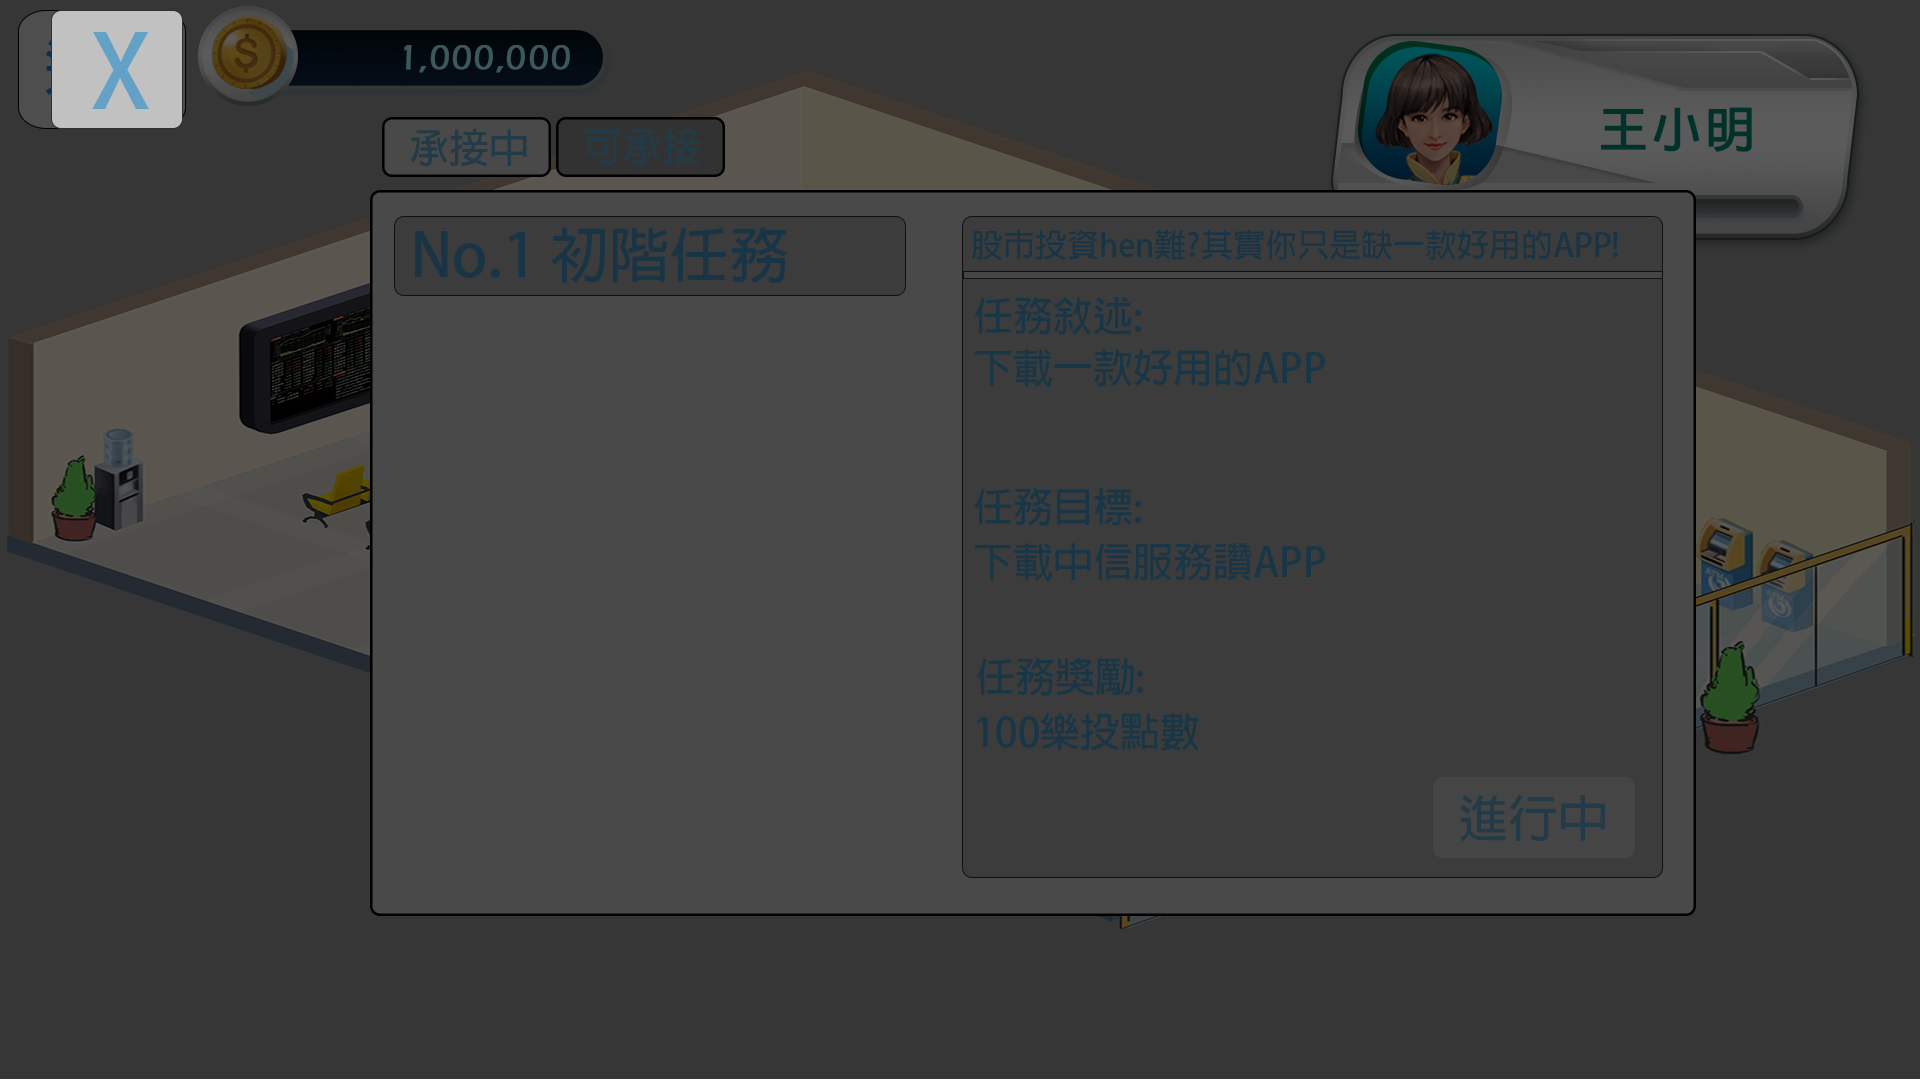 X
1,000,000
王小明
承接中
可承接
No.1 初階任務
股市投資hen難?其實你只是缺一款好用的APP!
任務敘述:
下載一款好用的APP
任務目標:
下載中信服務讚APP
任務獎勵:
100樂投點數
進行中